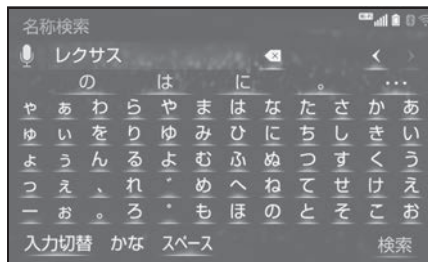 名称検索
レクサス
の は に 。 …
ゃ ぁ わ ら や ま は な た さ か あ
ゅ ぃ を り ゆ み ひ に ち し き い
ょ ぅ ん る よ む ふ ぬ つ す く う
っ ぇ 、 れ ゛ め へ ね て せ け え
ー ぉ 。 ろ ゜ も ほ の と そ こ お
入力切替 かな スペース 検索